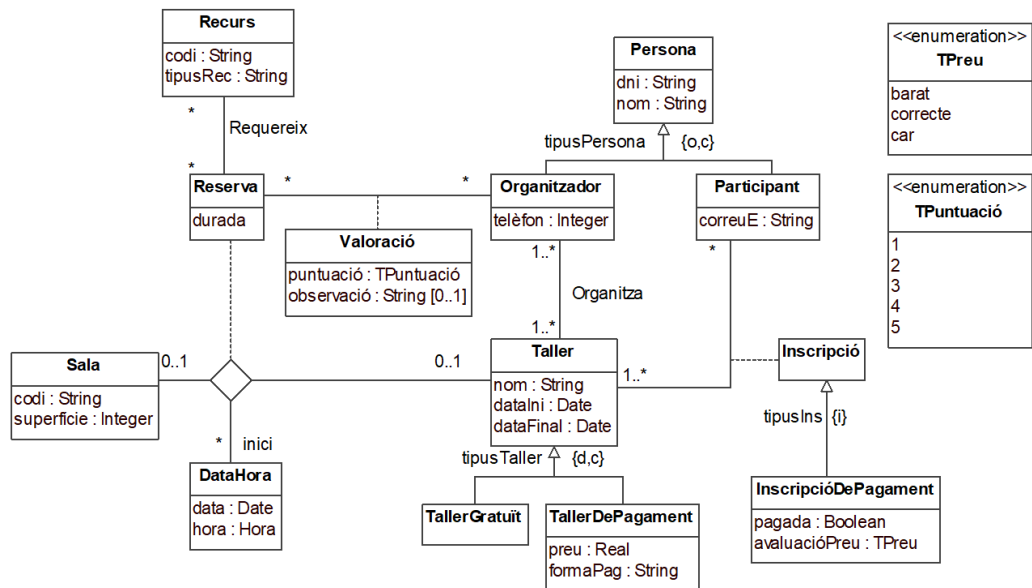 Recurs
codi : String
tipusRec : String
*
Requereix
*
Persona
dni : String
nom : String
tipusPersona
{o,c}
<<enumeration>>
TPreu
barat
correcte
car
Reserva
durada
*
*
Organitzador
telèfon : Integer
Participant
correuE : String
<<enumeration>>
TPuntuació
1
2
3
4
5
Valoració
puntuació : TPuntuació
observació : String [0..1]
1..*
*
Organitza
1..*
Sala
codi : String
superfície : Integer
0..1
0..1
Taller
nom : String
dataIni : Date
dataFinal : Date
1..*
Inscripció
tipusIns
{i}
*
inici
DataHora
data : Date
hora : Hora
tipusTaller
{d,c}
TallerGratuït
TallerDePagament
preu : Real
formaPag : String
InscripcióDePagament
pagada : Boolean
avaluacióPreu : TPreu